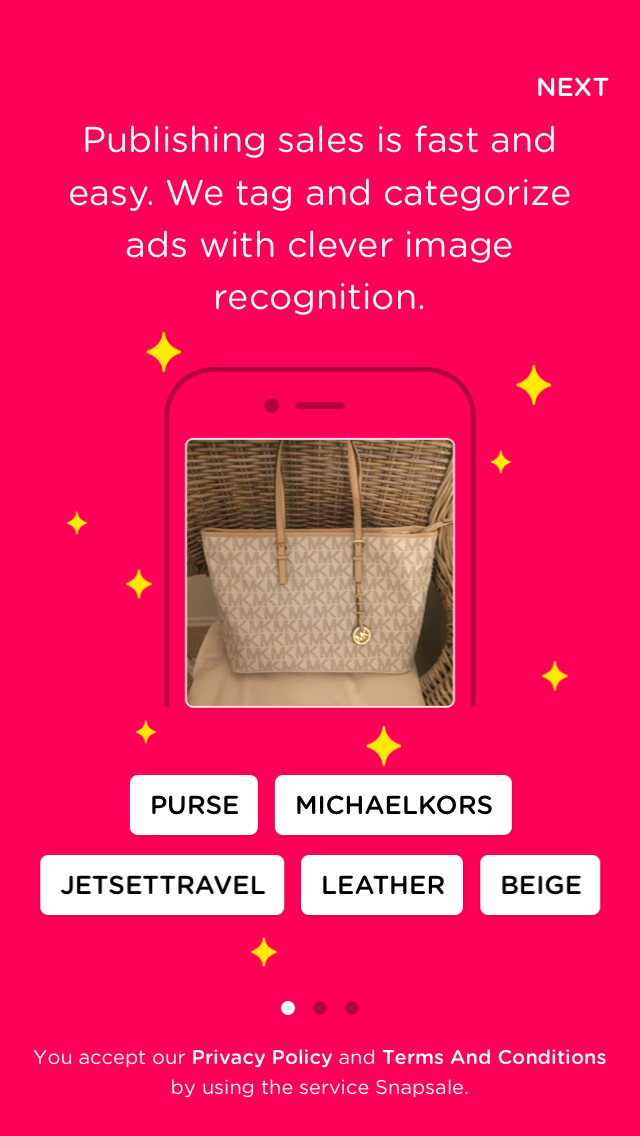 NEXT
Publishing sales is fast and
easy. We tag and categorize
ads with clever image
recognition.
PURSE MICHAELKORS
JETSETTRAVEL LEATHER BEIGE
You accept our Privacy Policy and Terms And Conditions
by using the service Snapsale.